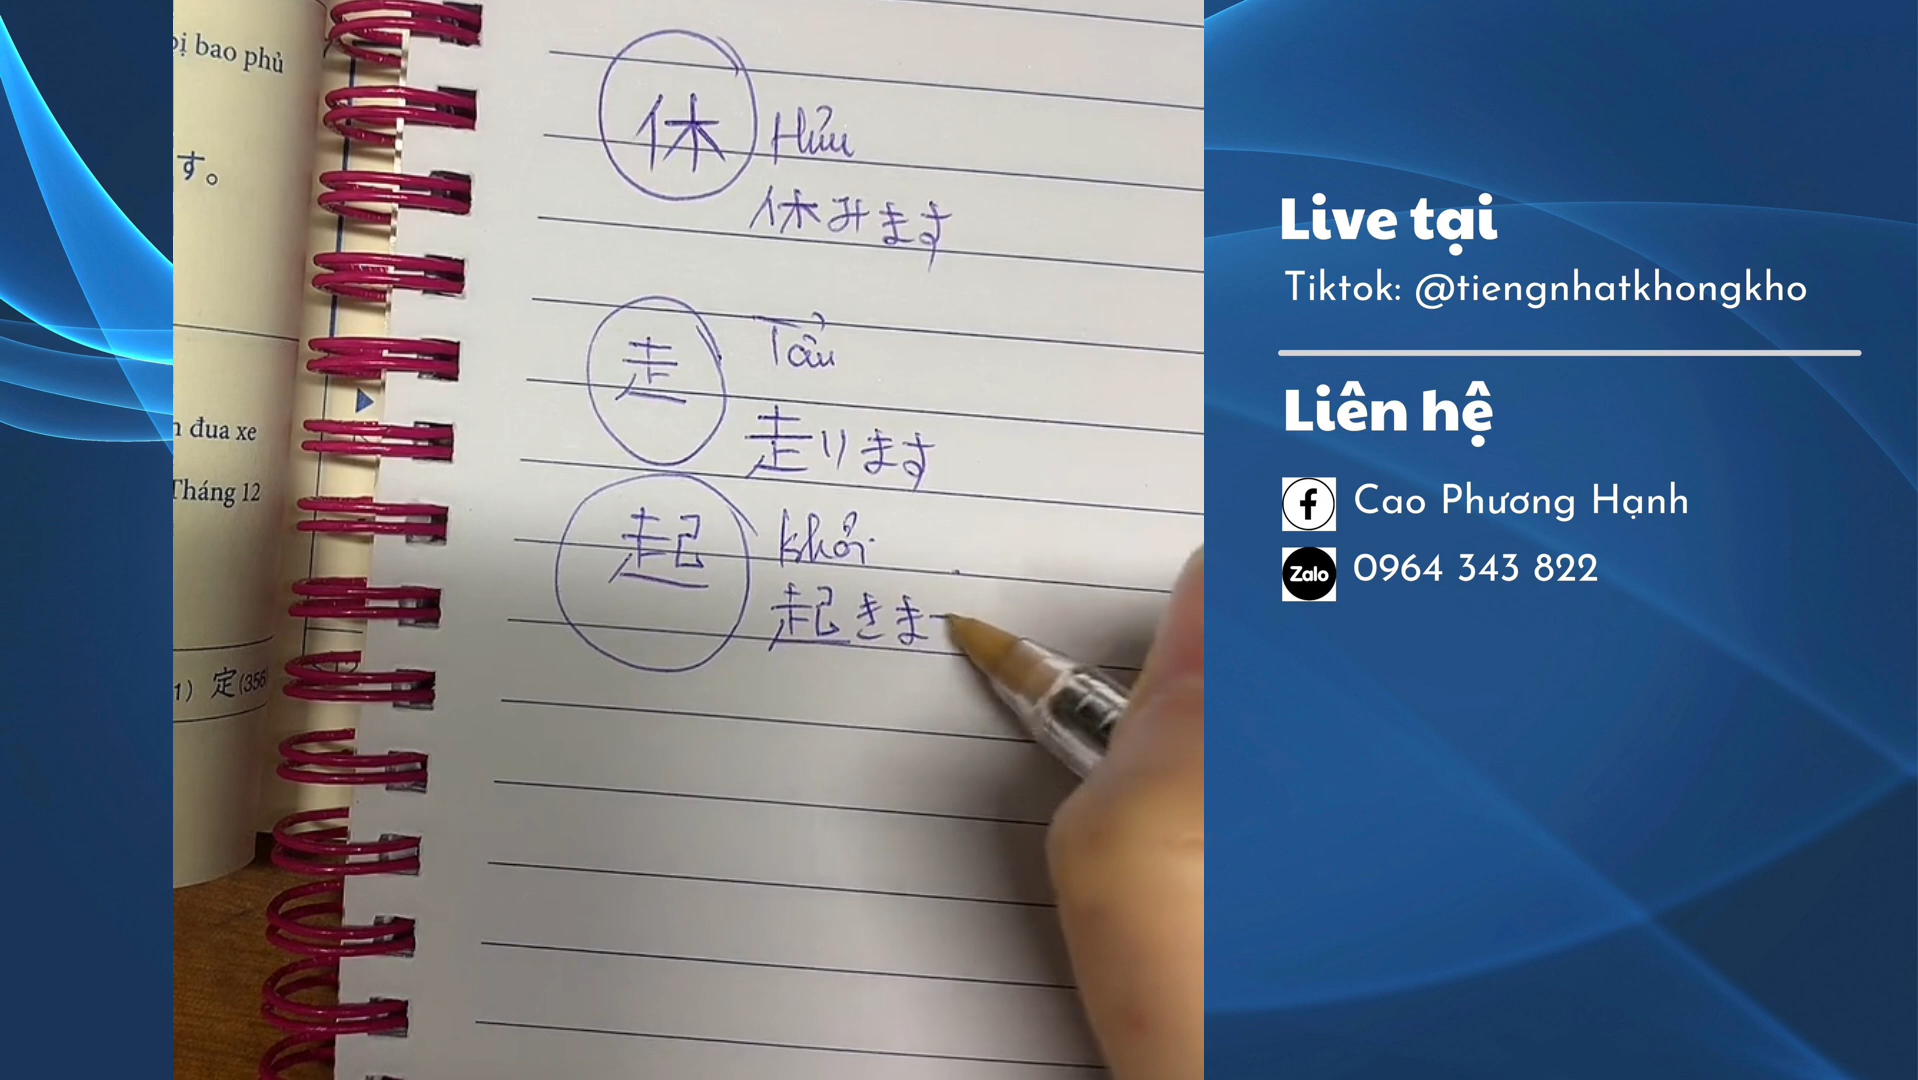 bị bao phủ
す。
n đua xe
Tháng 12
1) 定(356
休 Hưu
休みます
走 Tẩu
走ります
起 khởi
起きま
Live tại
Tiktok: @tiengnhatkhongkho
Liên hệ
f Cao Phương Hạnh
Zalo 0964 343 822